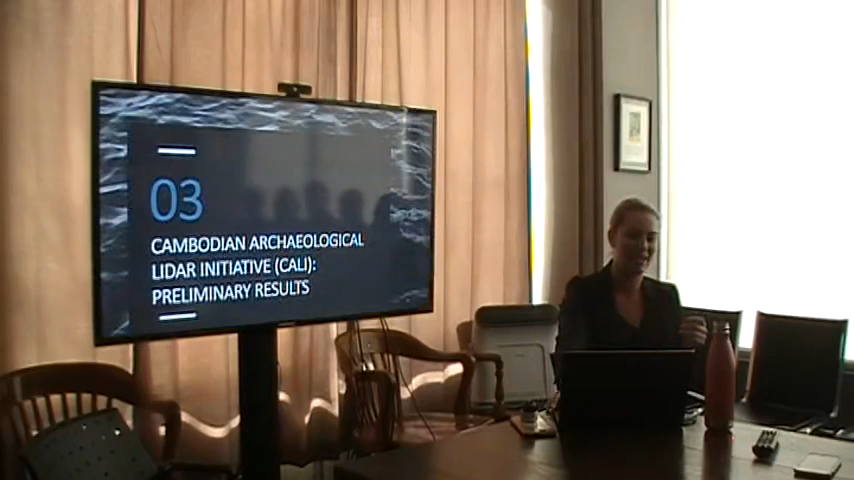 03
CAMBODIAN ARCHAEOLOGICAL
LIDAR INITIATIVE (CALI):
PRELIMINARY RESULTS